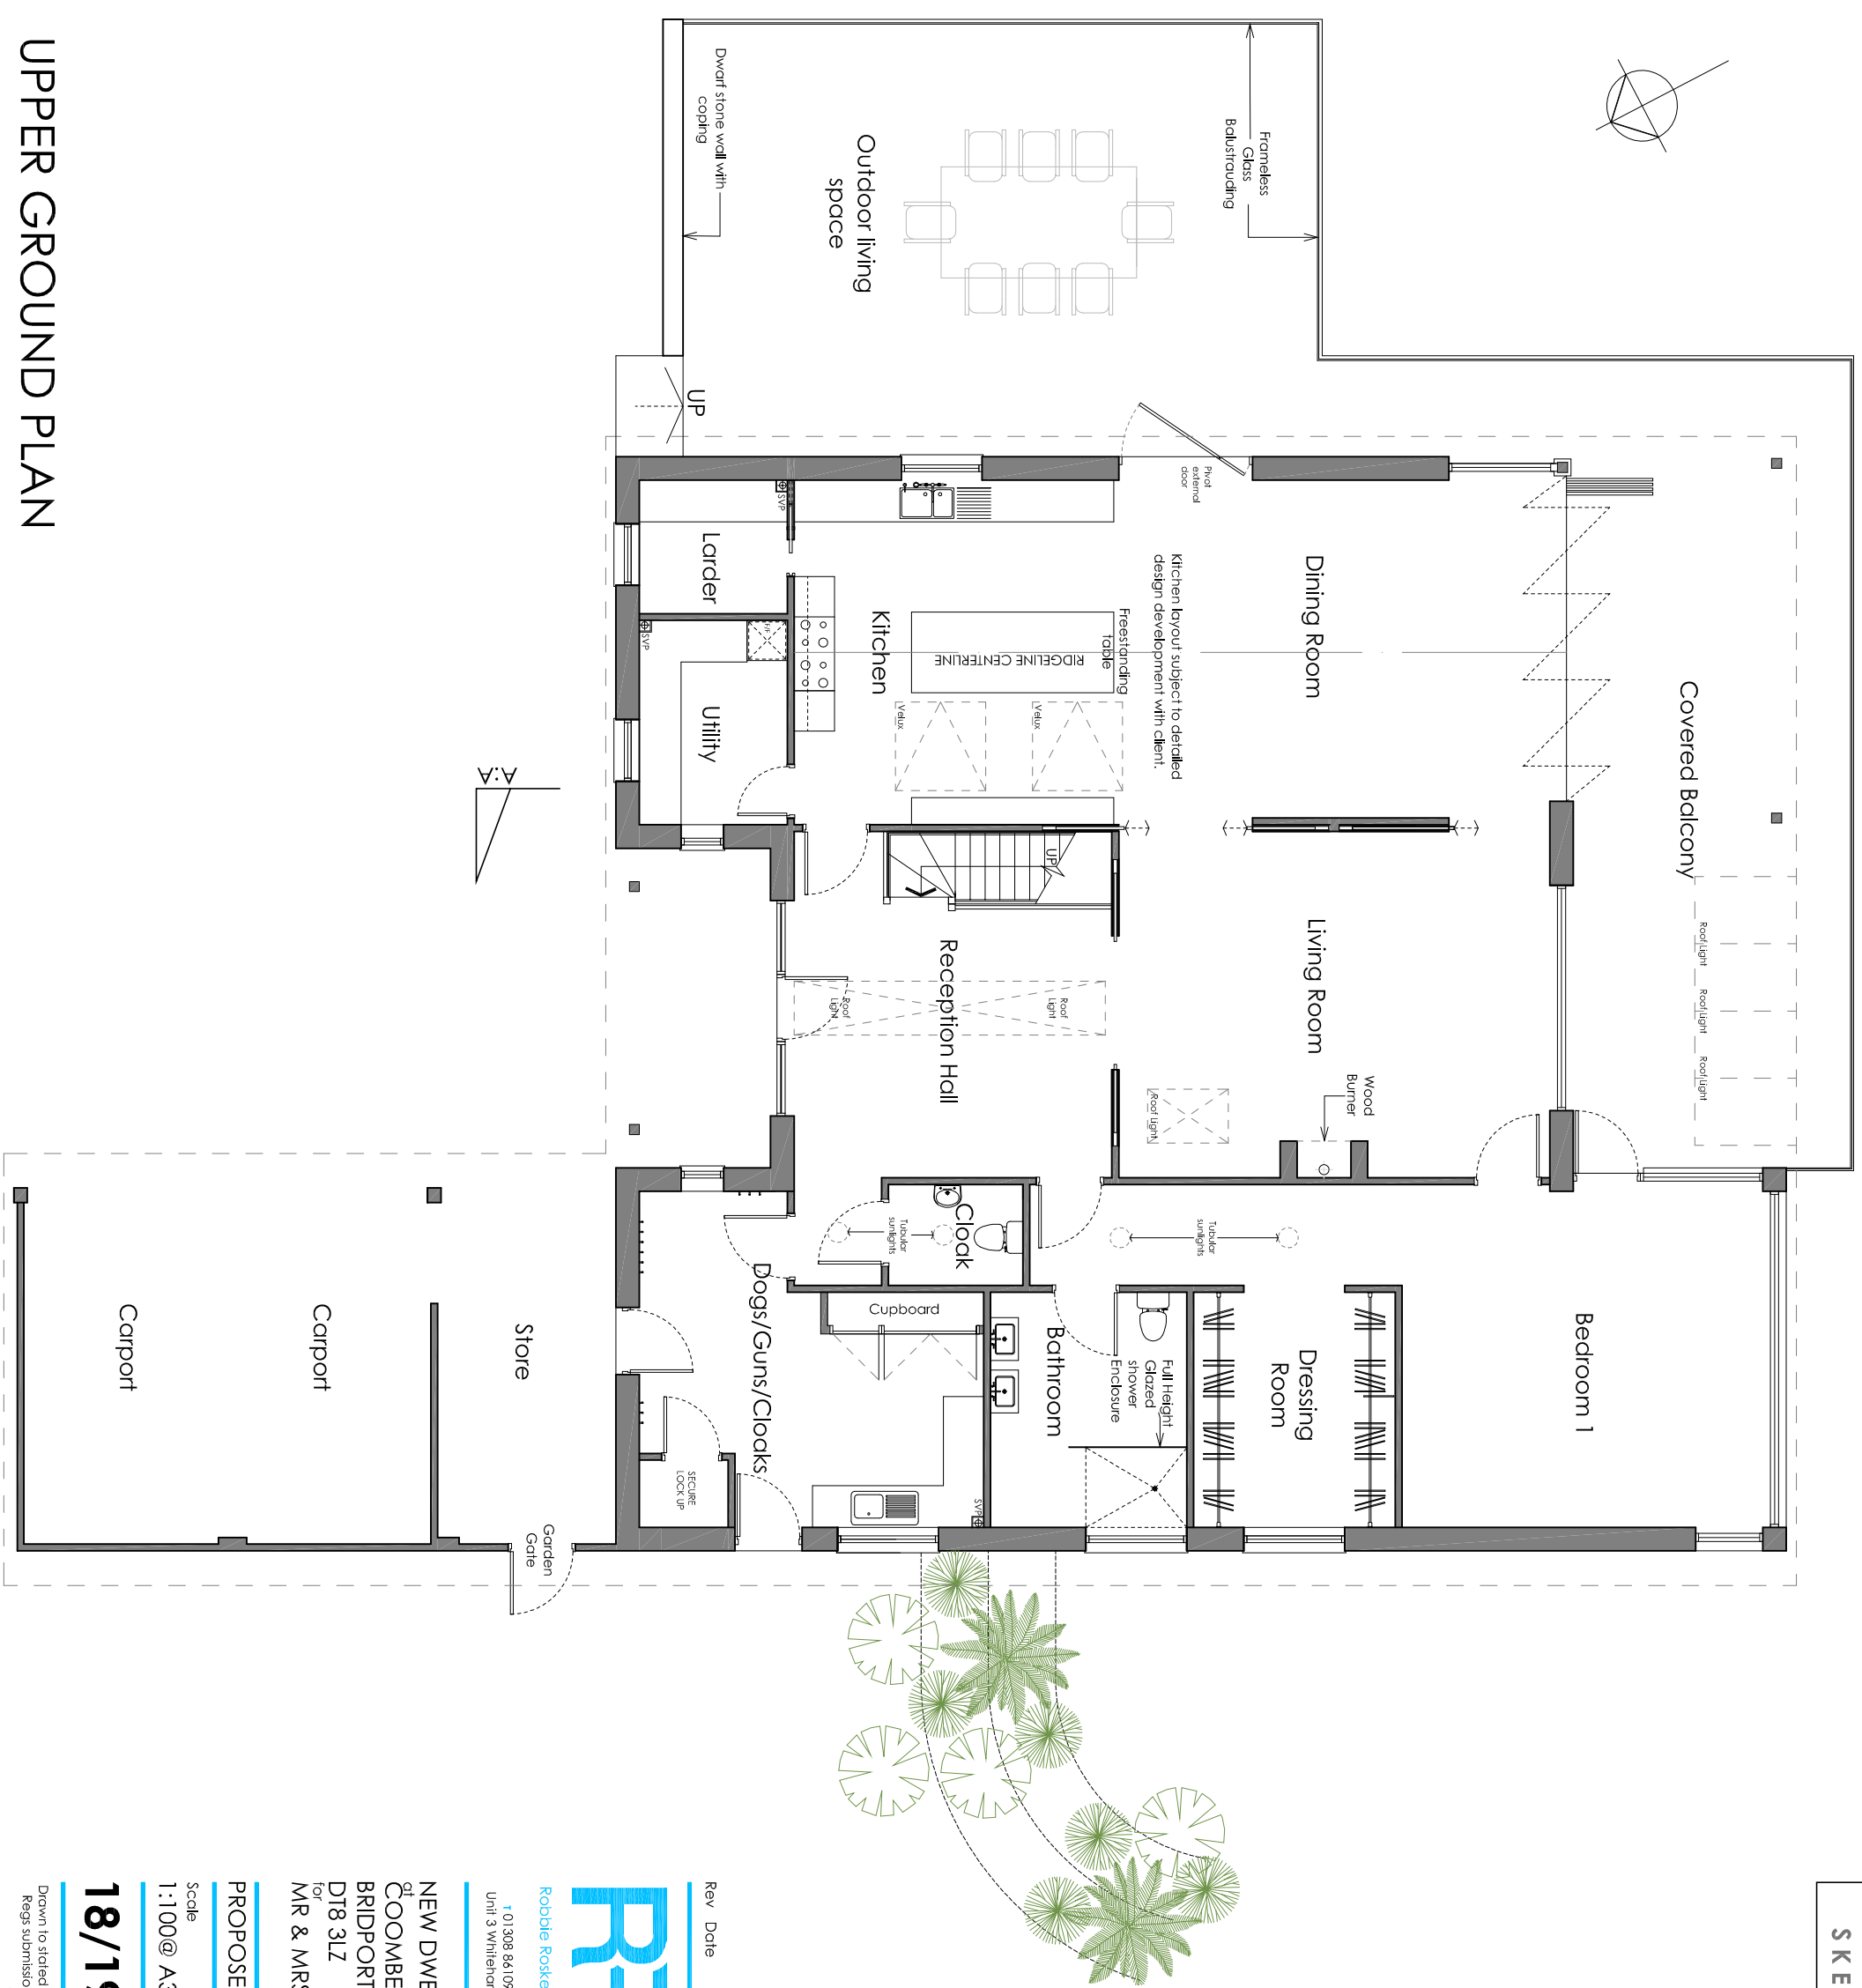 UPPER GROUND PLAN
Dwarf stone wall with
coping
Outdoor living
space
Frameless
Glass
Balustrauding
UP
Pivot
external
door
SVP
Larder
SVP
F/F
Utility
Kitchen
RIDGELINE CENTERLINE
Freestanding
table
Kitchen layout subject to detailed
design development with client.
Velux
Velux
Dining Room
Covered Balcony
A:A
UP
Reception Hall
Roof
Light
Roof
Light
Living Room
Roof Light
Roof Light
Roof Light
Roof Light
Wood
Burner
Cloak
Tubular
sunlights
Tubular
sunlights
Dogs/Guns/Cloaks
Cupboard
SECURE
LOCK UP
SVP
Bathroom
Full Height
Glazed
shower
Enclosure
Dressing
Room
Bedroom 1
Store
Carport
Carport
Garden
Gate
SKE
Rev Date
Robbie Roske
T 01308 86109
Unit 3 Whitehar
NEW DWE
at
COOMBE
BRIDPORT
DT8 3LZ
for
MR & MRS
PROPOSE
Scale
1:100@ A3
18/19
Drawn to stated
Regs submissio